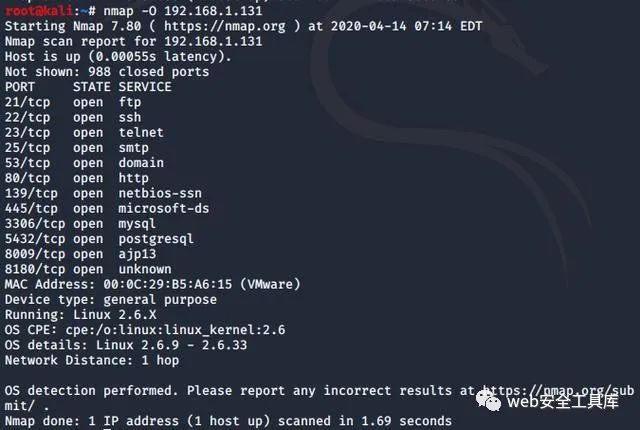 root@kali:~# nmap -O 192.168.1.131
Starting Nmap 7.80 ( https://nmap.org ) at 2020-04-14 07:14 EDT
Nmap scan report for 192.168.1.131
Host is up (0.00055s latency).
Not shown: 988 closed ports
PORT     STATE SERVICE
21/tcp   open  ftp
22/tcp   open  ssh
23/tcp   open  telnet
25/tcp   open  smtp
53/tcp   open  domain
80/tcp   open  http
139/tcp  open  netbios-ssn
445/tcp  open  microsoft-ds
3306/tcp open  mysql
5432/tcp open  postgresql
8009/tcp open  ajp13
8180/tcp open  unknown
MAC Address: 00:0C:29:B5:A6:15 (VMware)
Device type: general purpose
Running: Linux 2.6.X
OS CPE: cpe:/o:linux:linux_kernel:2.6
OS details: Linux 2.6.9 - 2.6.33
Network Distance: 1 hop
OS detection performed. Please report any incorrect results at https://nmap.org/sub
mit/ .
Nmap done: 1 IP address (1 host up) scanned in 1.69 seconds
web安全工具库